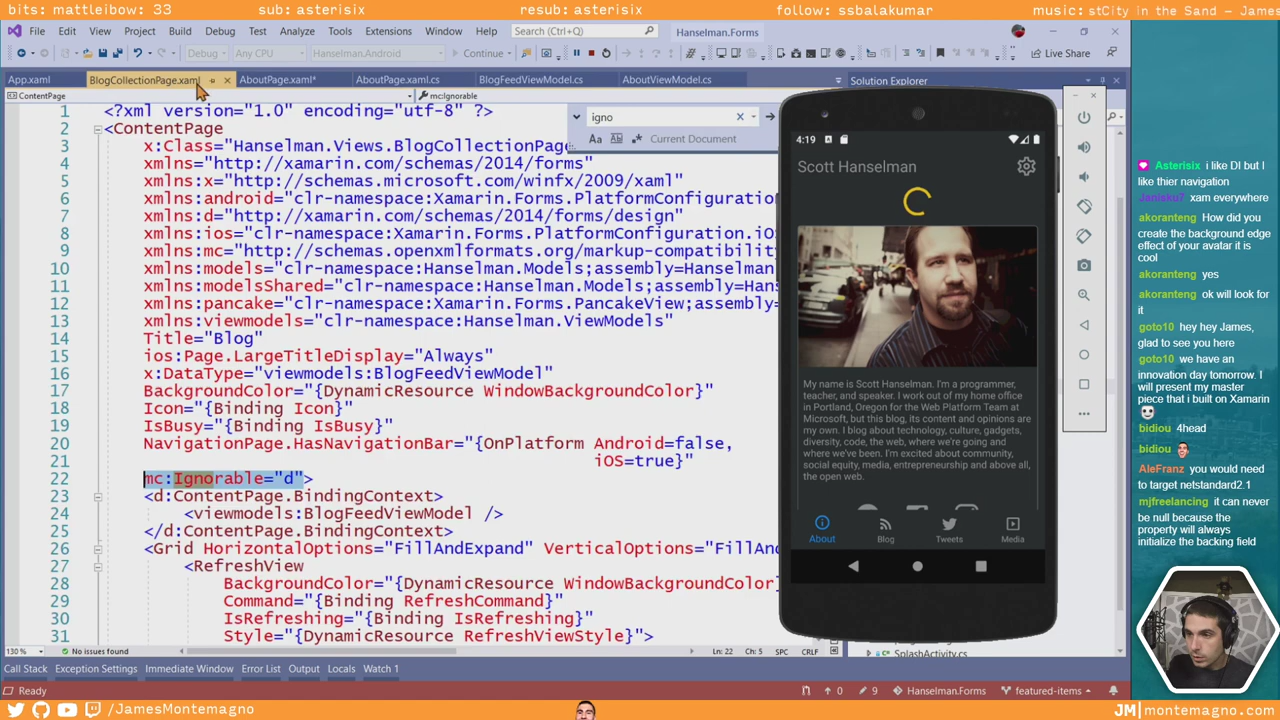 bits: mattleibow: 33
sub: asterisix
resub: asterisix
follow: ssbalakumar
music: stCity in the Sand - James
File Edit View Project Build Debug Test Analyze Tools Extensions Window Help
Search (Ctrl+Q)
Hanselman.Forms
Debug
Any CPU
Hanselman.Android
Continue
Live Share
App.xaml
BlogCollectionPage.xaml
AboutPage.xaml*
AboutPage.xaml.cs
BlogFeedViewModel.cs
AboutViewModel.cs
Solution Explorer
ContentPage
mc:Ignorable
igno
Current Document
1 <?xml version="1.0" encoding="utf-8" ?>
2 <ContentPage
3 x:Class="Hanselman.Views.BlogCollectionPage
4 xmlns="http://xamarin.com/schemas/2014/forms"
5 xmlns:x="http://schemas.microsoft.com/winfx/2009/xaml"
6 xmlns:android="clr-namespace:Xamarin.Forms.PlatformConfiguration
7 xmlns:d="http://xamarin.com/schemas/2014/forms/design"
8 xmlns:ios="clr-namespace:Xamarin.Forms.PlatformConfiguration.iO
9 xmlns:mc="http://schemas.openxmlformats.org/markup-compatibility
10 xmlns:models="clr-namespace:Hanselman.Models;assembly=Hanselman
11 xmlns:modelsShared="clr-namespace:Hanselman.Models;assembly=Hans
12 xmlns:pancake="clr-namespace:Xamarin.Forms.PancakeView;assembly=
13 xmlns:viewmodels="clr-namespace:Hanselman.ViewModels"
14 Title="Blog"
15 ios:Page.LargeTitleDisplay="Always"
16 x:DataType="viewmodels:BlogFeedViewModel"
17 BackgroundColor="{DynamicResource WindowBackgroundColor}"
18 Icon="{Binding Icon}"
19 IsBusy="{Binding IsBusy}"
20 NavigationPage.HasNavigationBar="{OnPlatform Android=false,
21 iOS=true}"
22 mc:Ignorable="d">
23 <d:ContentPage.BindingContext>
24 <viewmodels:BlogFeedViewModel />
25 </d:ContentPage.BindingContext>
26 <Grid HorizontalOptions="FillAndExpand" VerticalOptions="FillAn
27 <RefreshView
28 BackgroundColor="{DynamicResource WindowBackgroundColor
29 Command="{Binding RefreshCommand}"
30 IsRefreshing="{Binding IsRefreshing}"
31 Style="{DynamicResource RefreshViewStyle}">
130 %
No issues found
Ln: 22 Ch: 5 SPC CRLF
Call Stack
Exception Settings
Immediate Window
Error List
Output
Locals
Watch 1
SplashActivity.cs
Ready
0
9
Hanselman.Forms
featured-items
4:19
Scott Hanselman
My name is Scott Hanselman. I'm a programmer,
teacher, and speaker. I work out of my home office
in Portland, Oregon for the Web Platform Team at
Microsoft, but this blog, its content and opinions are
my own. I blog about technology, culture, gadgets,
diversity, code, the web, where we're going and
where we've been. I'm excited about community,
social equity, media, entrepreneurship and above all,
the open web.
About
Blog
Tweets
Media
Asterisix i like DI but I
like thier navigation
Janisku7 xam everywhere
akoranteng How did you
create the background edge
effect of your avatar it is
cool
akoranteng yes
akoranteng ok will look for
it
goto10 hey hey James,
glad to see you here
goto10 we have an
innovation day tomorrow. I
will present my master
piece that i built on Xamarin
bidiou 4head
bidiou
AleFranz you would need
to target netstandard2.1
mjfreelancing it can never
be null because the
property will always
initialize the backing field
/JamesMontemagno
JM montemagno.com